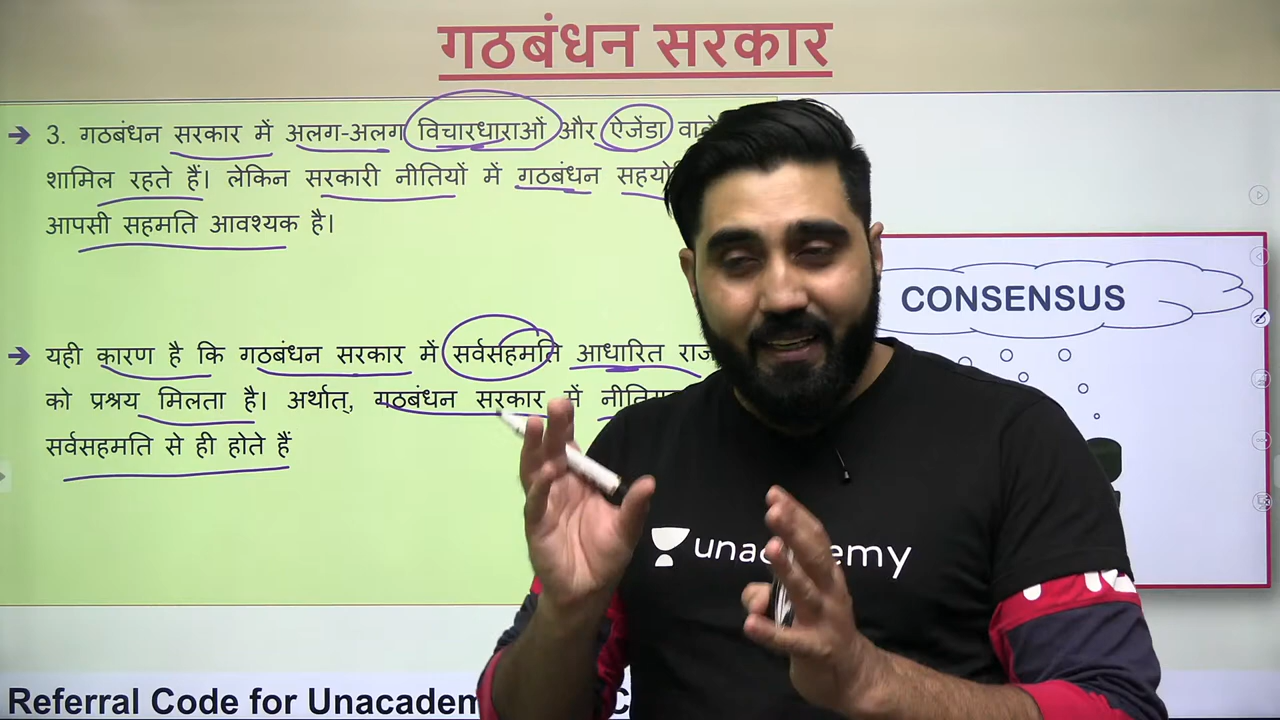 गठबंधन सरकार
3. गठबंधन सरकार में अलग-अलग विचारधाराओं और ऐजेंडा
शामिल रहते हैं। लेकिन सरकारी नीतियों में गठबंधन
आपसी सहमति आवश्यक है।
CONSENSUS
यही कारण है कि गठबंधन सरकार में सर्वसहमति आधारित
को प्रश्रय मिलता है। अर्थात्, गठबंधन सरकार में
सर्वसहमति से ही होते हैं
unacademy
Referral Code for